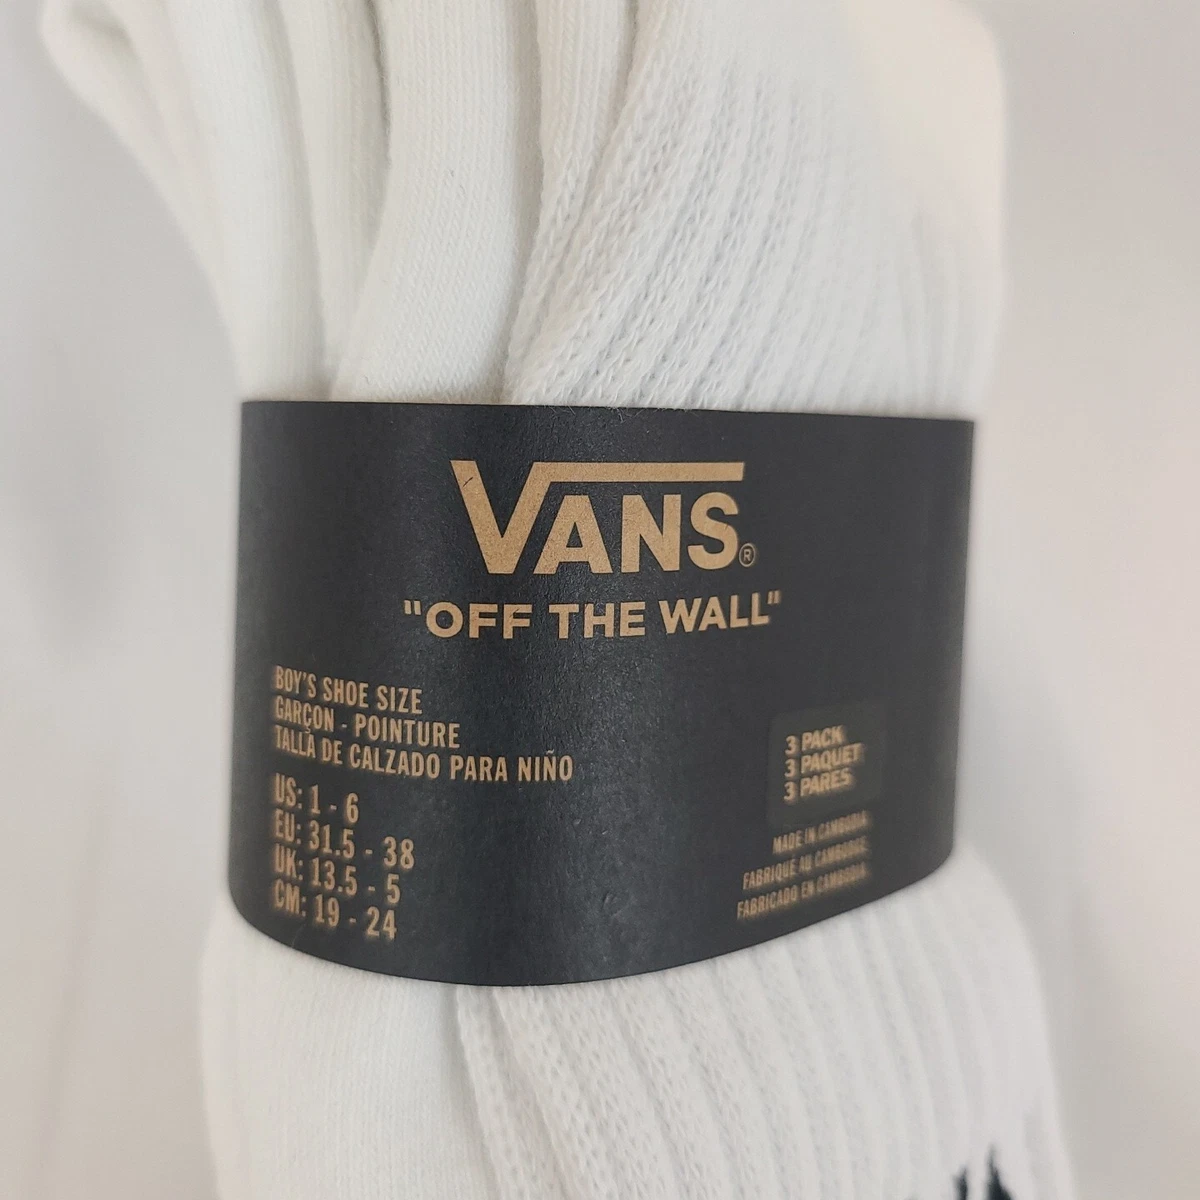 VANS®
"OFF THE WALL"
BOY'S SHOE SIZE
GARÇON - POINTURE
TALLA DE CALZADO PARA NIÑO
US: 1 - 6
EU: 31.5 - 38
UK: 13.5 - 5
CM: 19 - 24
3 PACK
3 PAQUET
3 PARES
MADE IN CAMBODIA
FABRIQUÉ AU CAMBODGE
FABRICADO EN CAMBODIA